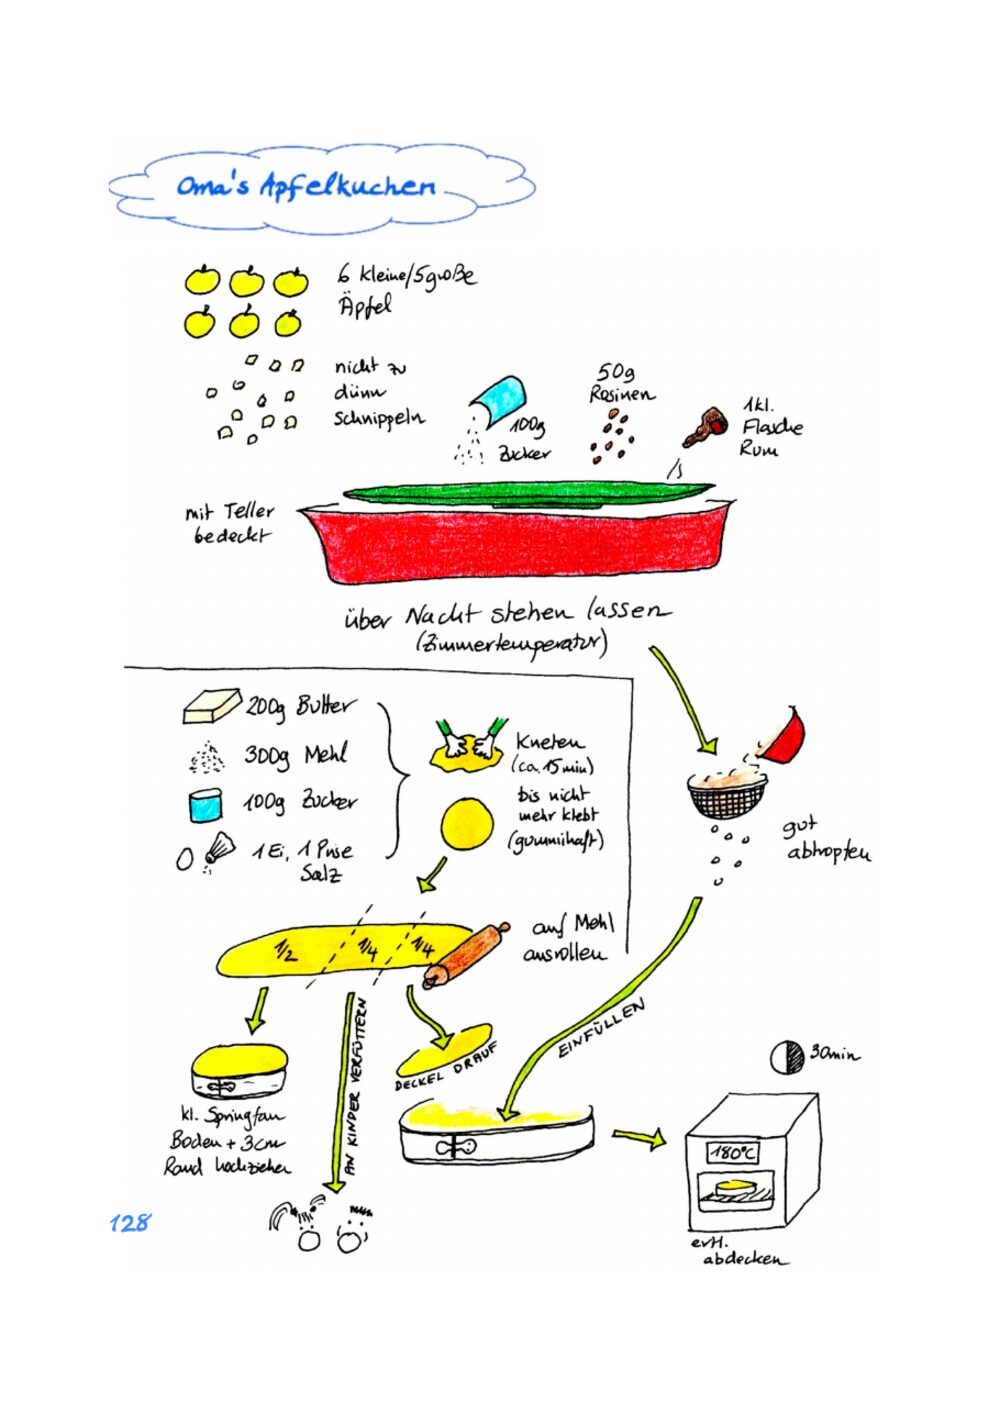 Oma's Apfelkuchen
6 kleine/5große
Äpfel
nicht zu
dünn
schnippeln
100g
Zucker
50g
Rosinen
1kl.
Flasche
Rum
mit Teller
bedeckt
über Nacht stehen lassen
(Zimmertemperatur)
200g Butter
300g Mehl
100g Zucker
1 Ei, 1 Prise
Salz
Kneten
(ca. 15 min)
bis nicht
mehr klebt
(gummihaft)
gut
abtropfen
1/2 1/4 1/4
auf Mehl
ausrollen
kl. Springfan
Boden + 3cm
Rand hochziehen
AN KINDER VERFÜTTERN
DECKEL DRAUF
EINFÜLLEN
30min
180°C
evtl.
abdecken
128